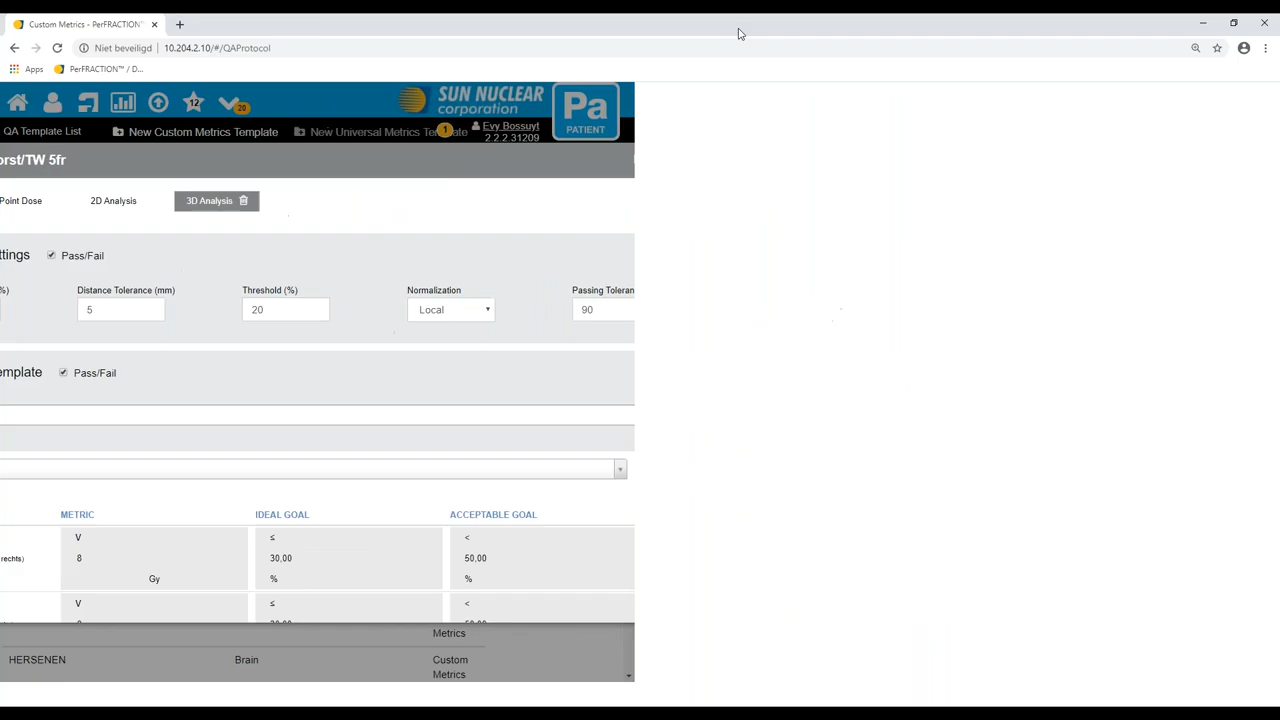 Custom Metrics - PerFRACTION™
Niet beveiligd
10.204.2.10/#/QAProtocol
Apps
PerFRACTION™ / D...
12
20
SUN NUCLEAR
corporation
Pa
PATIENT
QA Template List
New Custom Metrics Template
New Universal Metrics Template
1
Evy Bossuyt
2.2.2.31209
orst/TW 5fr
Point Dose
2D Analysis
3D Analysis
ttings
Pass/Fail
%)
Distance Tolerance (mm)
Threshold (%)
Normalization
Passing Toleran
5
20
Local
90
emplate
Pass/Fail
METRIC
IDEAL GOAL
ACCEPTABLE GOAL
V
≤
<
rechts)
8
30,00
50,00
Gy
%
%
V
≤
<
Metrics
HERSENEN
Brain
Custom
Metrics